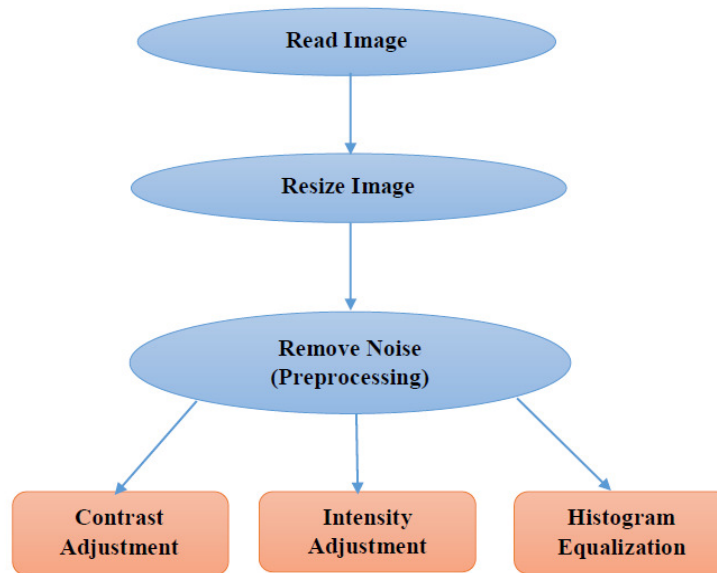 Read Image
Resize Image
Remove Noise
(Preprocessing)
Contrast
Adjustment
Intensity
Adjustment
Histogram
Equalization